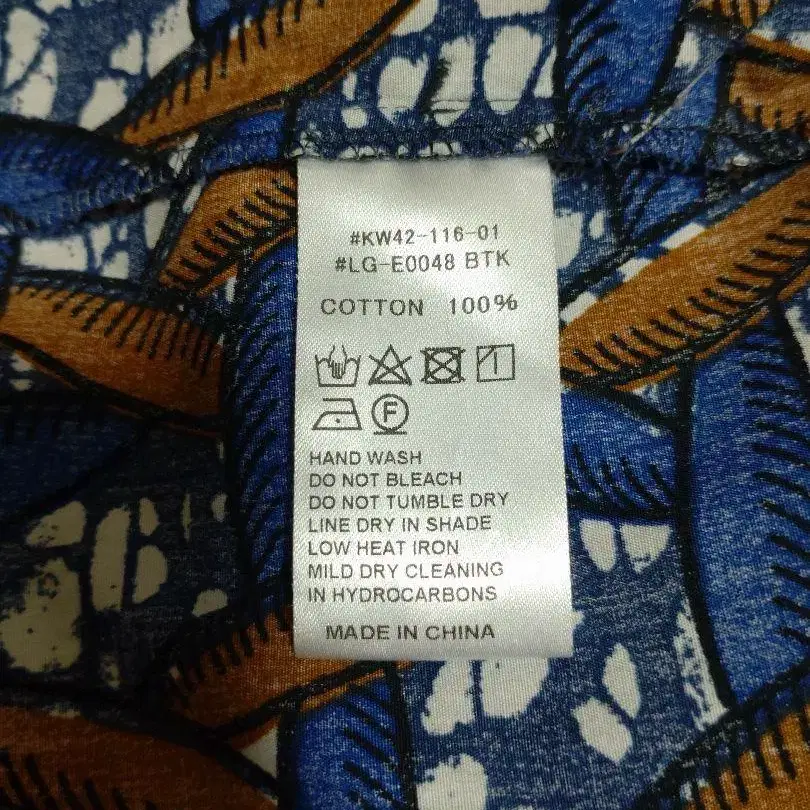 #KW42-116-01
#LG-E0048 BTK
COTTON 100%
F
HAND WASH
DO NOT BLEACH
DO NOT TUMBLE DRY
LINE DRY IN SHADE
LOW HEAT IRON
MILD DRY CLEANING
IN HYDROCARBONS
MADE IN CHINA